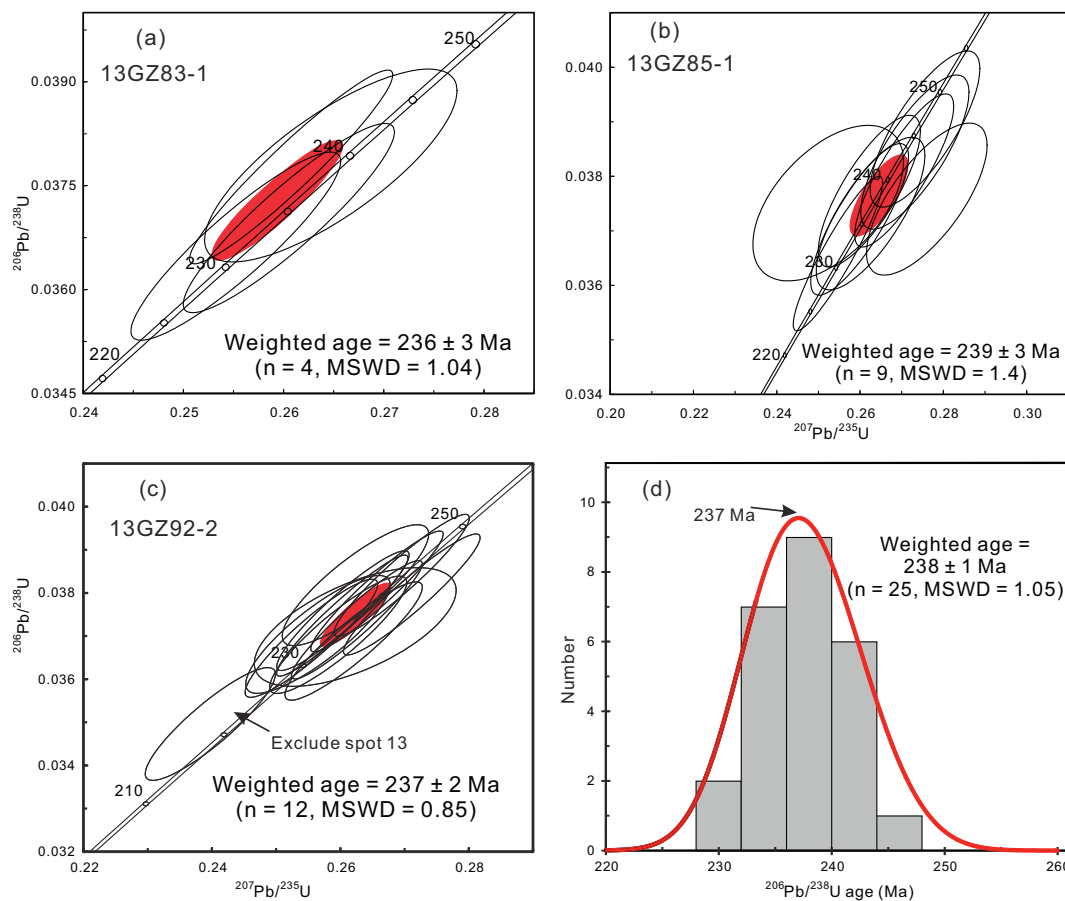 (a)
13GZ83-1
250
240
230
220
0.0390
0.0375
0.0360
0.0345
²⁰⁶Pb/²³⁸U
Weighted age = 236 ± 3 Ma
(n = 4, MSWD = 1.04)
0.24
0.25
0.26
0.27
0.28
(b)
13GZ85-1
250
240
230
220
0.040
0.038
0.036
0.034
Weighted age = 239 ± 3 Ma
(n = 9, MSWD = 1.4)
0.20
0.22
0.24
0.26
0.28
0.30
²⁰⁷Pb/²³⁵U
(c)
13GZ92-2
250
230
210
0.040
0.038
0.036
0.034
0.032
²⁰⁶Pb/²³⁸U
Exclude spot 13
Weighted age = 237 ± 2 Ma
(n = 12, MSWD = 0.85)
0.22
0.24
0.26
0.28
²⁰⁷Pb/²³⁵U
(d)
237 Ma
Weighted age =
238 ± 1 Ma
(n = 25, MSWD = 1.05)
10
8
6
4
2
0
Number
220
230
240
250
260
²⁰⁶Pb/²³⁸U age (Ma)